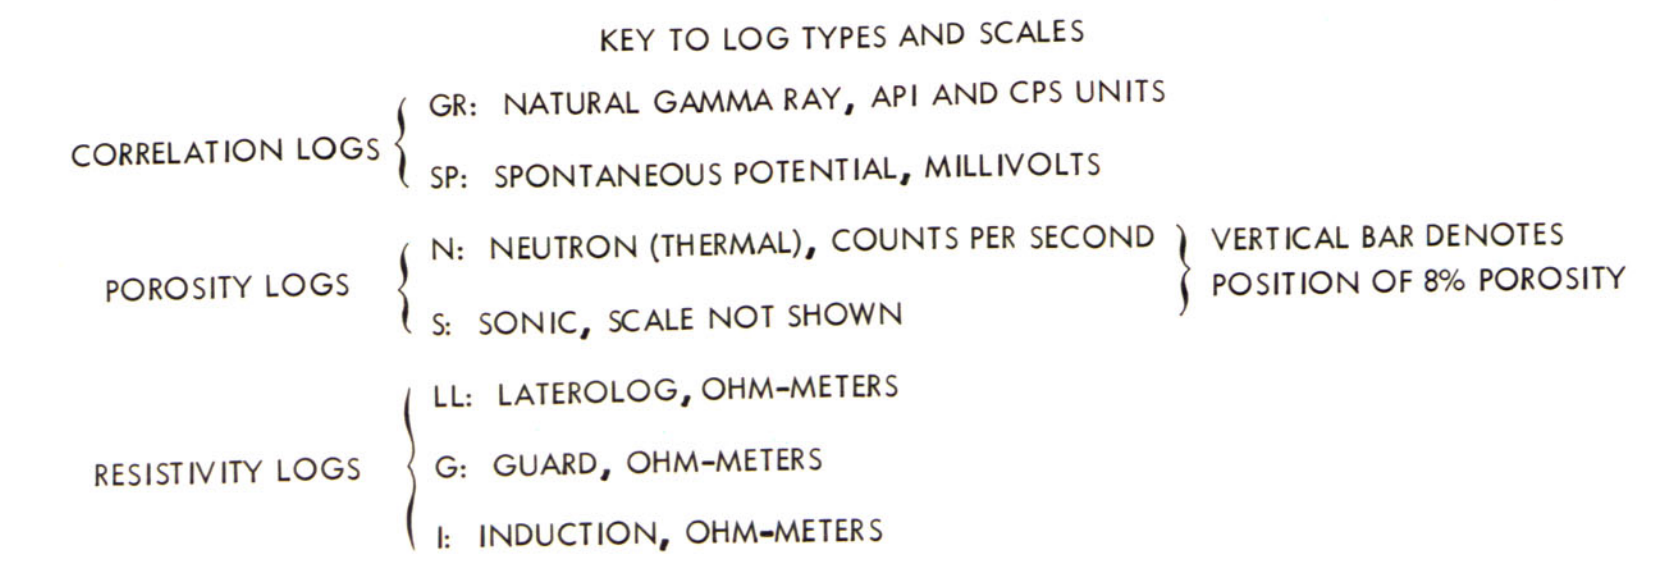 KEY TO LOG TYPES AND SCALES
CORRELATION LOGS
GR: NATURAL GAMMA RAY, API AND CPS UNITS
SP: SPONTANEOUS POTENTIAL, MILLIVOLTS
POROSITY LOGS
N: NEUTRON (THERMAL), COUNTS PER SECOND
S: SONIC, SCALE NOT SHOWN
VERTICAL BAR DENOTES
POSITION OF 8% POROSITY
RESISTIVITY LOGS
LL: LATEROLOG, OHM-METERS
G: GUARD, OHM-METERS
I: INDUCTION, OHM-METERS